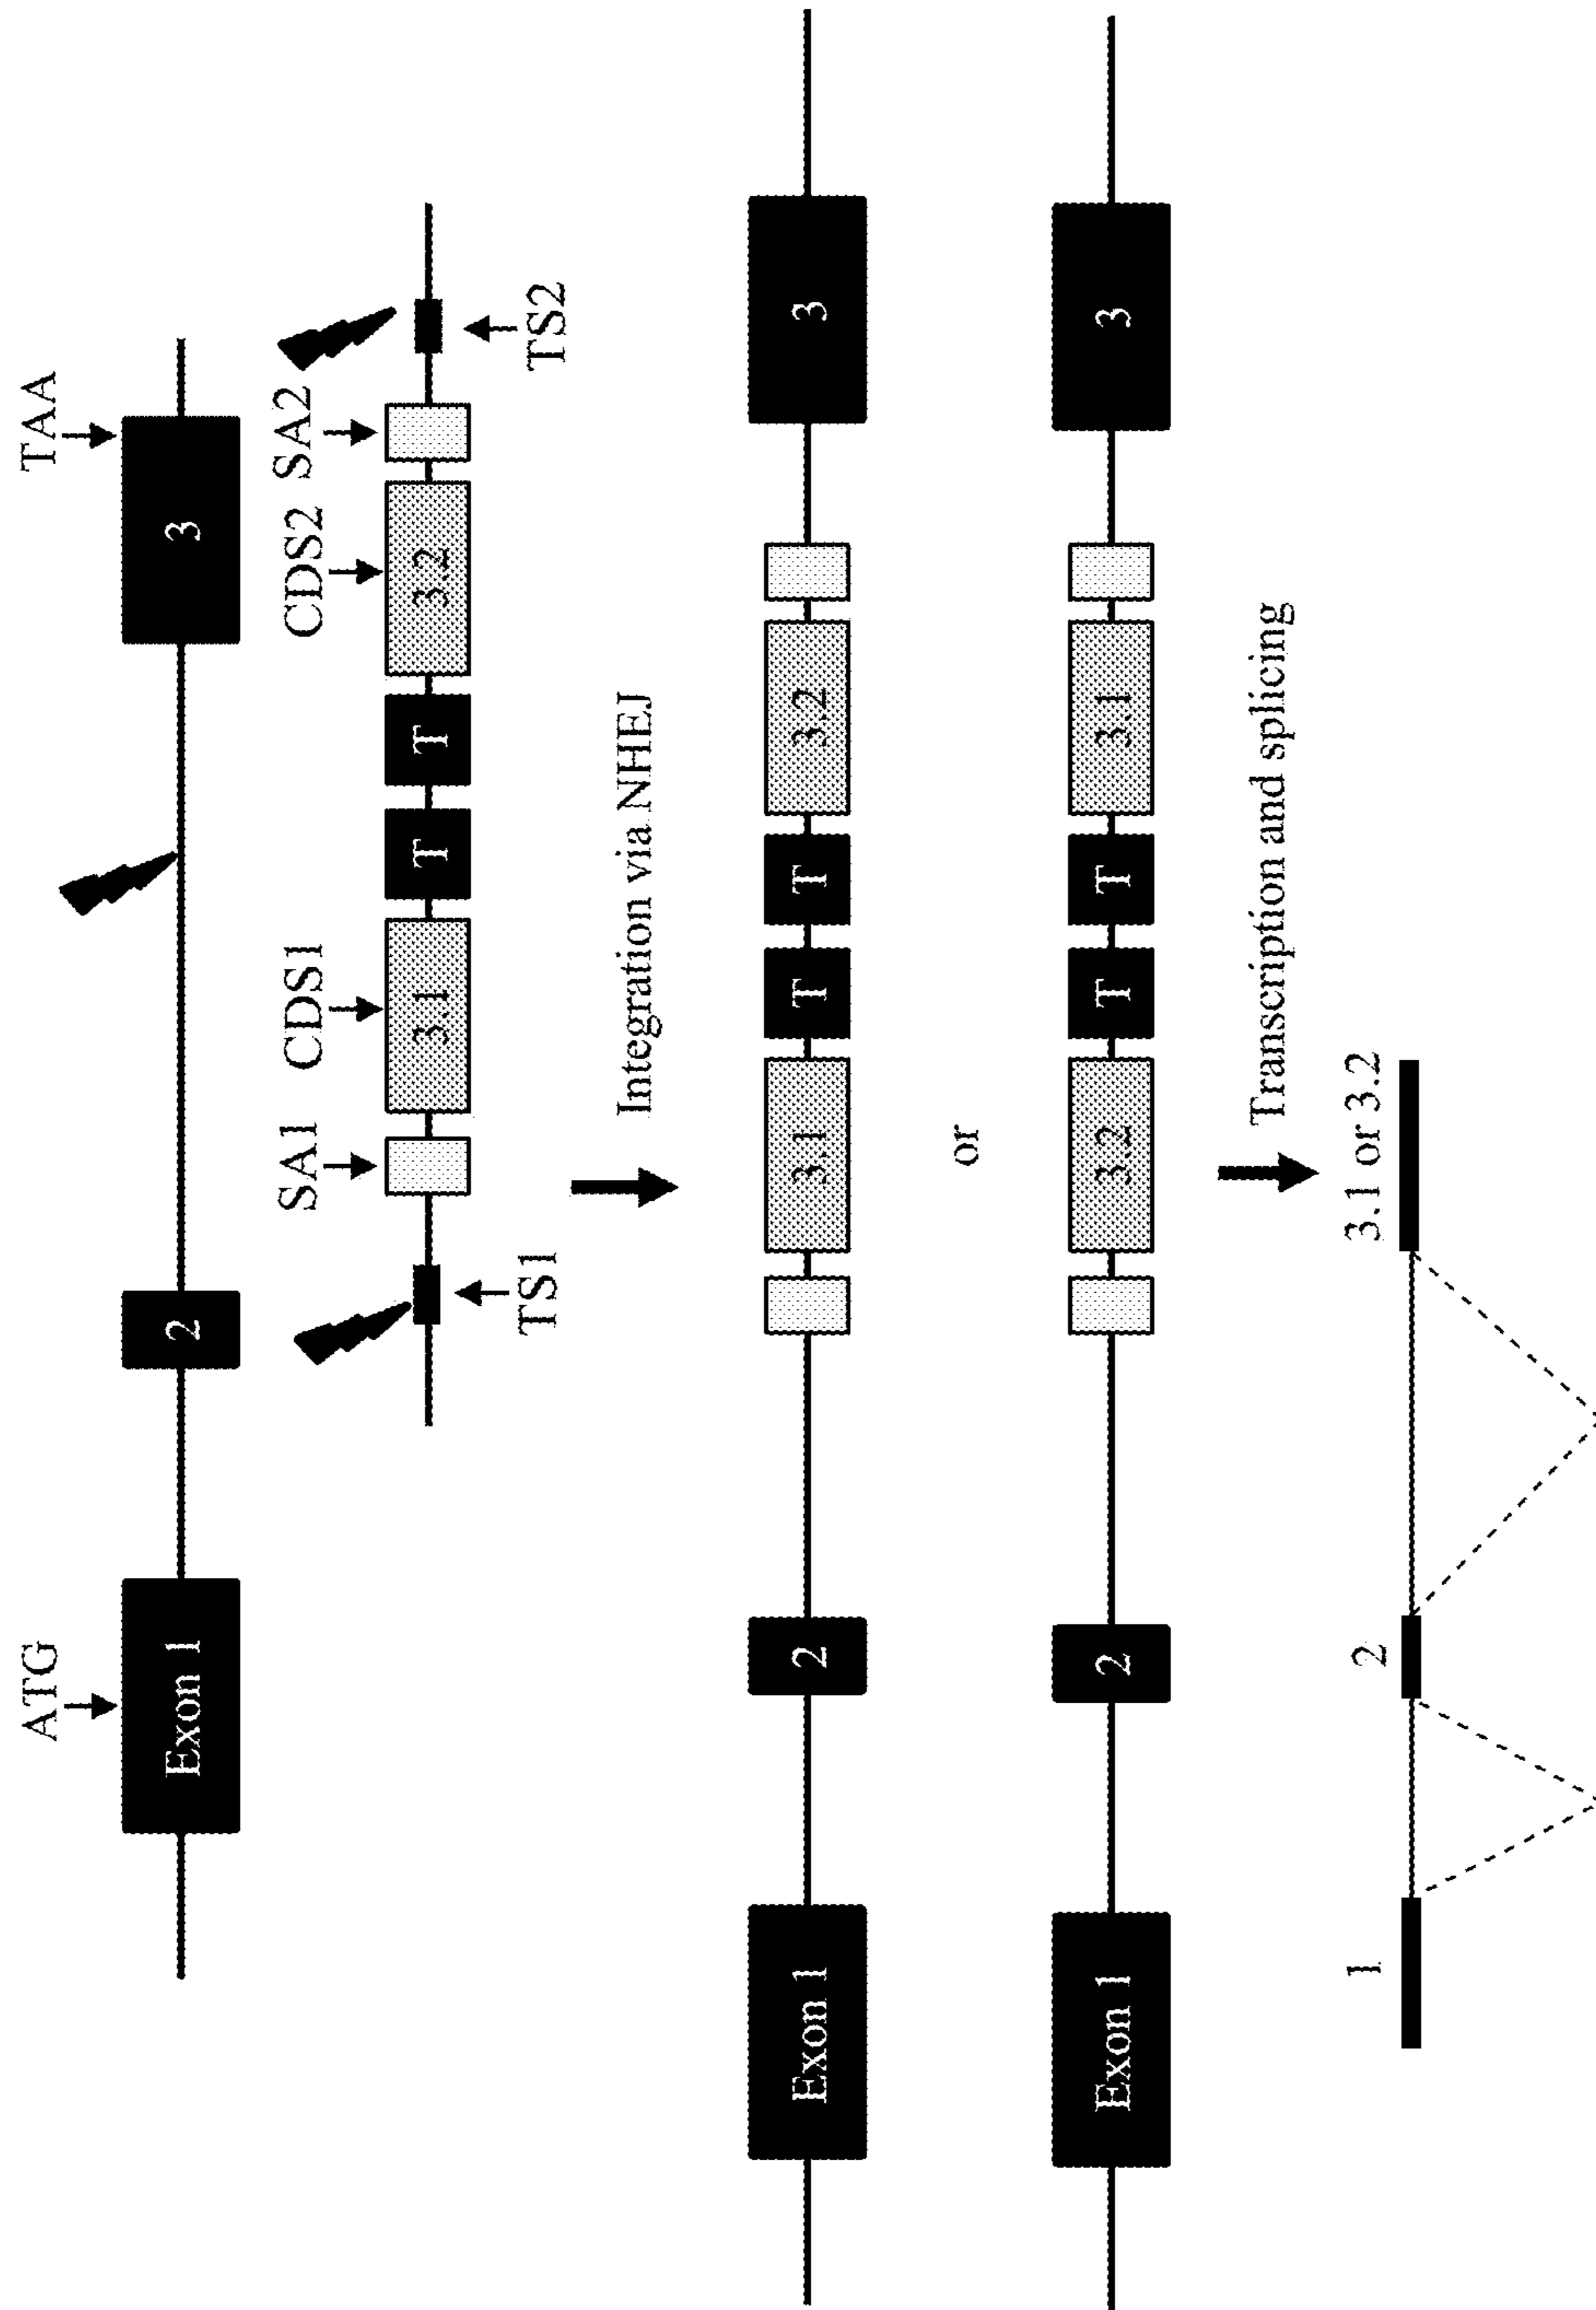 ATG
TAA
Exon 1
2
3
SA1
CDS1
CDS2
SA2
3.1
T
T
3.2
TS1
TS2
Integration via NHEJ
Exon 1
2
3.1
T
T
3.2
3
or
Exon 1
2
3.2
T
T
3.1
3
Transcription and splicing
1
2
3.1 or 3.2